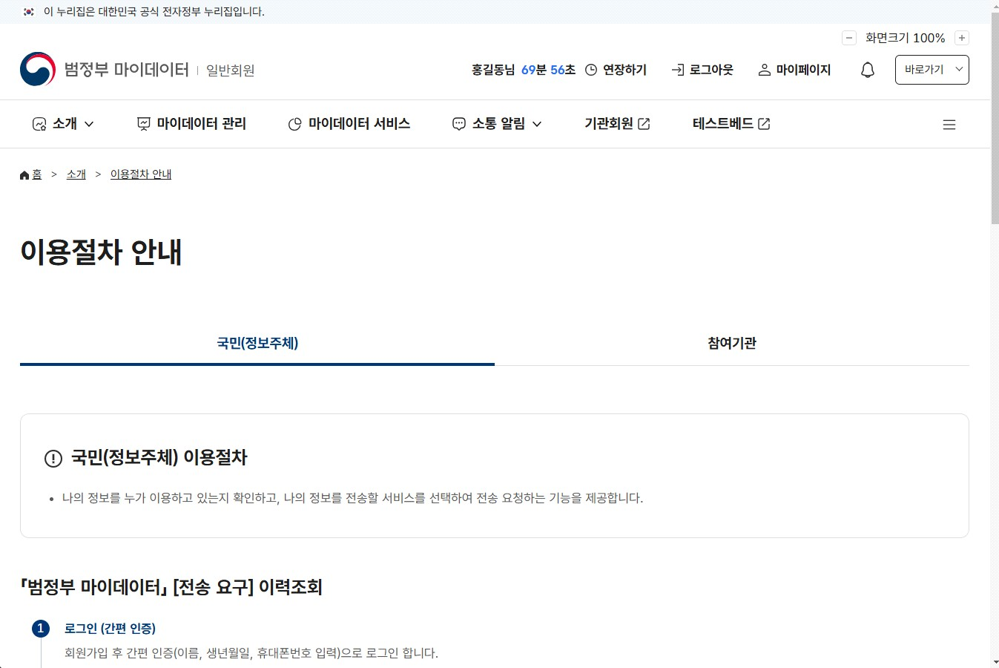 이 누리집은 대한민국 공식 전자정부 누리집입니다.
화면크기 100%
범정부 마이데이터 일반회원
홍길동님 69분 56초 연장하기 로그아웃 마이페이지 바로가기
소개 마이데이터 관리 마이데이터 서비스 소통 알림 기관회원 테스트베드
홈 > 소개 > 이용절차 안내
이용절차 안내
국민(정보주체) 참여기관
국민(정보주체) 이용절차
• 나의 정보를 누가 이용하고 있는지 확인하고, 나의 정보를 전송할 서비스를 선택하여 전송 요청하는 기능을 제공합니다.
「범정부 마이데이터」 [전송 요구] 이력조회
1 로그인 (간편 인증)
회원가입 후 간편 인증(이름, 생년월일, 휴대폰번호 입력)으로 로그인 합니다.